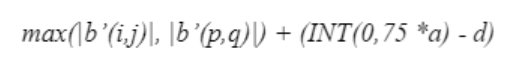 max(|b’(i,j)|, |b’(p,q)|) + (INT(0,75 *a) - d)